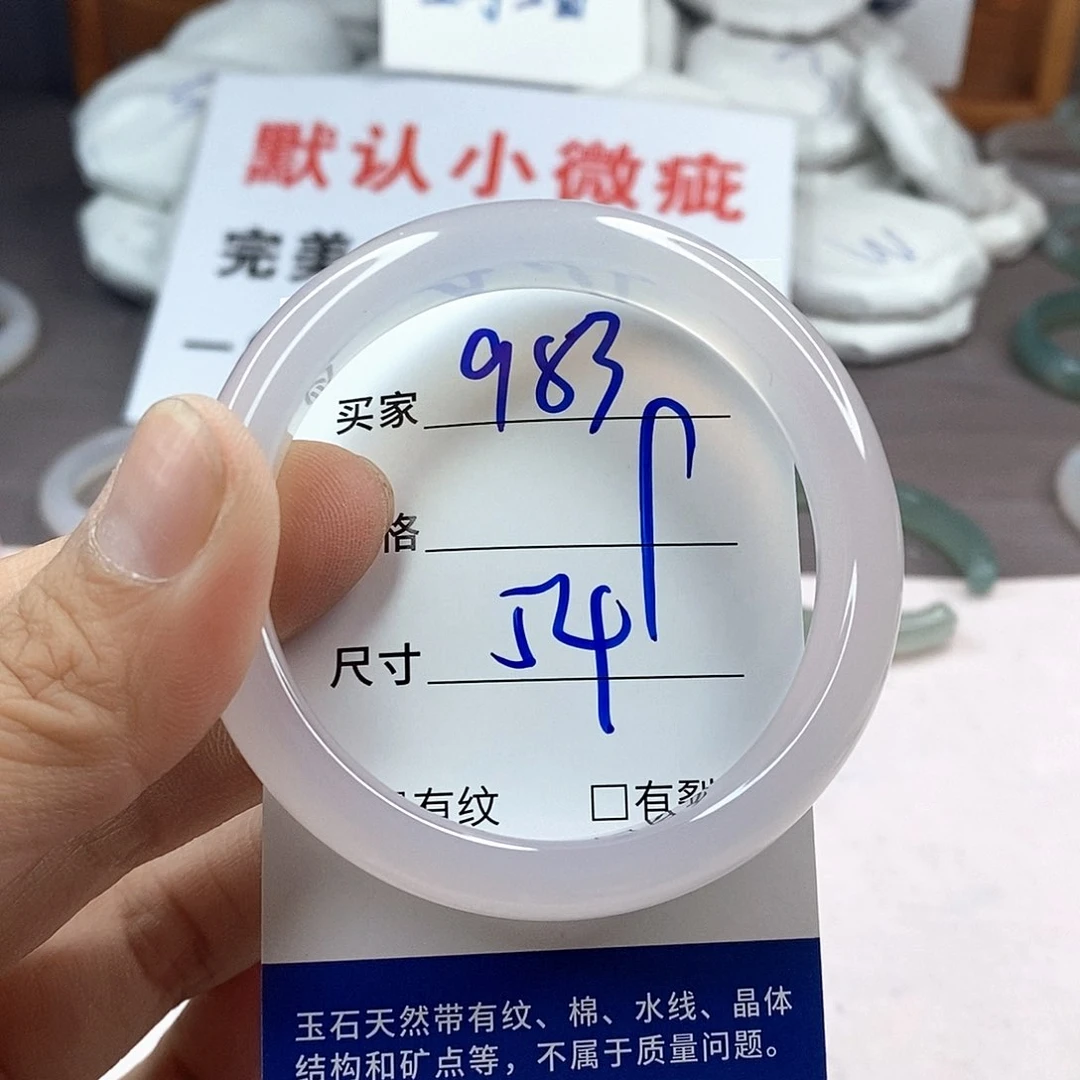 默认小微疵
完美
一
买家 983
格
尺寸 54
有纹 □有裂
玉石天然带有纹、棉、水线、晶体
结构和矿点等，不属于质量问题。